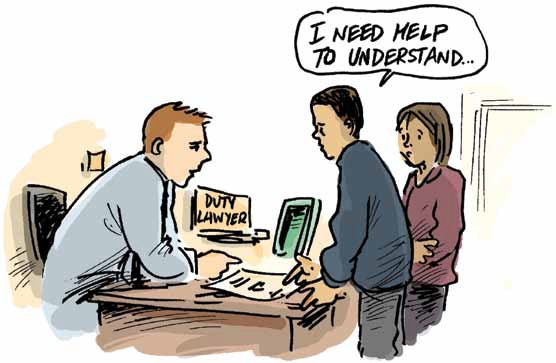 I NEED HELP
TO UNDERSTAND...
DUTY
LAWYER